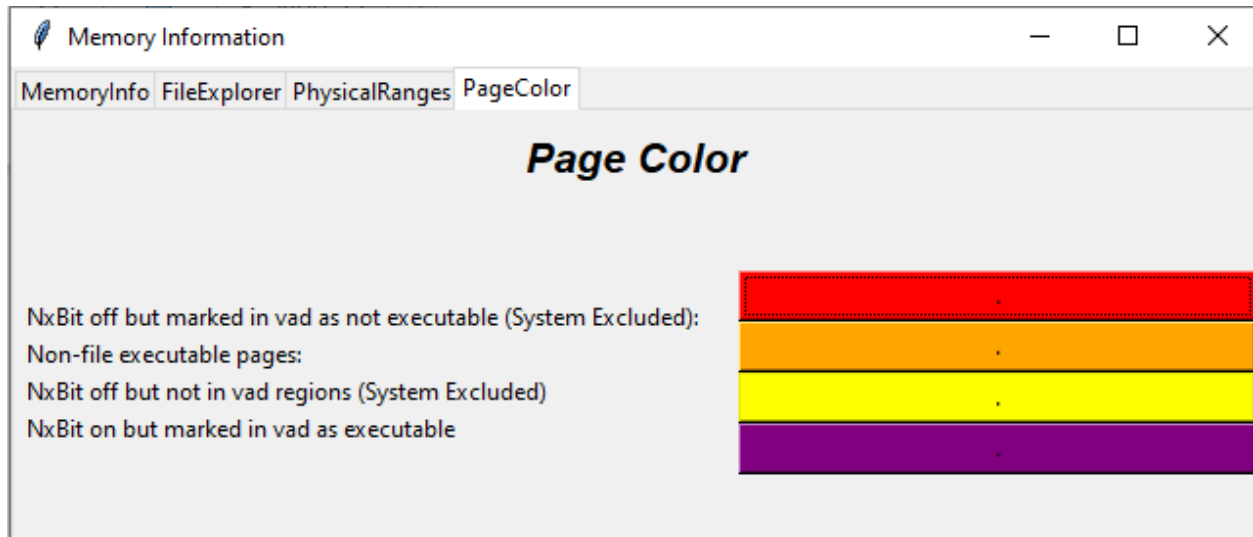 Memory Information
MemoryInfo FileExplorer PhysicalRanges PageColor
Page Color
NxBit off but marked in vad as not executable (System Excluded):
.
Non-file executable pages:
.
NxBit off but not in vad regions (System Excluded)
.
NxBit on but marked in vad as executable
.